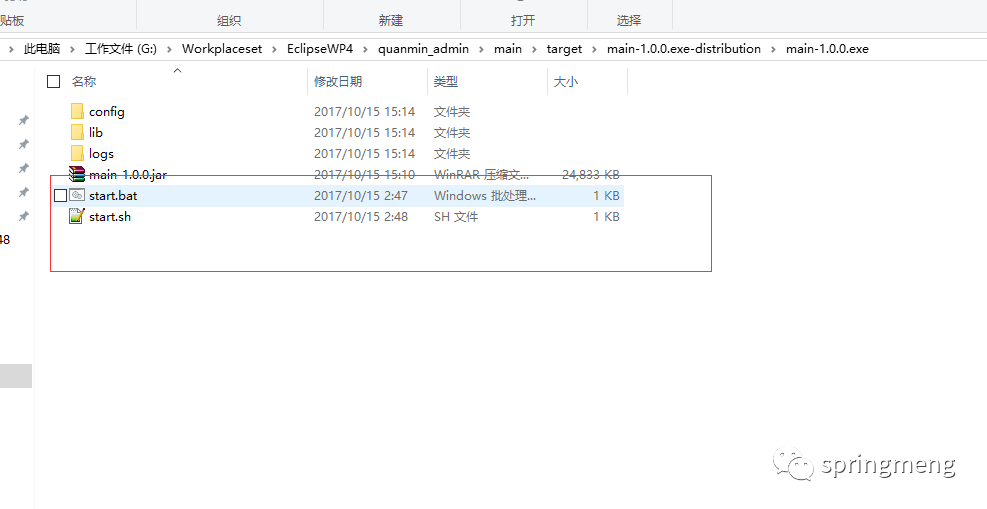 贴板 组织 新建 打开 选择
此电脑 › 工作文件 (G:) › Workplaceset › EclipseWP4 › quanmin_admin › main › target › main-1.0.0.exe-distribution › main-1.0.0.exe
名称 修改日期 类型 大小
config 2017/10/15 15:14 文件夹
lib 2017/10/15 15:14 文件夹
logs 2017/10/15 15:14 文件夹
main-1.0.0.jar 2017/10/15 15:10 WinRAR 压缩文... 24,833 KB
start.bat 2017/10/15 2:47 Windows 批处理... 1 KB
start.sh 2017/10/15 2:48 SH 文件 1 KB
48
springmeng